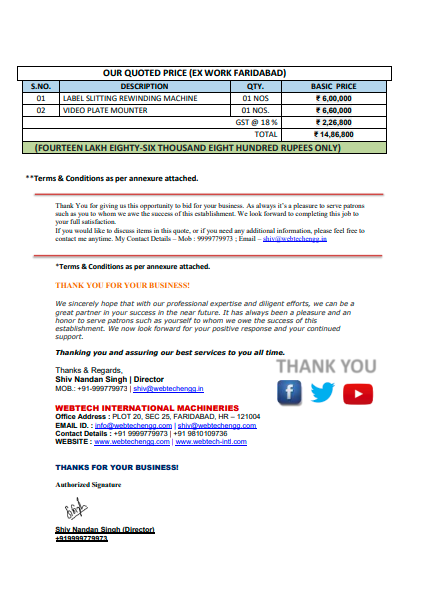 OUR QUOTED PRICE (EX WORK FARIDABAD)
S.NO. DESCRIPTION QTY. BASIC PRICE
01 LABEL SLITTING REWINDING MACHINE 01 NOS ₹ 6,00,000
02 VIDEO PLATE MOUNTER 01 NOS. ₹ 6,60,000
GST @ 18 % ₹ 2,26,800
TOTAL ₹ 14,86,800
(FOURTEEN LAKH EIGHTY-SIX THOUSAND EIGHT HUNDRED RUPEES ONLY)
**Terms & Conditions as per annexure attached.
Thank You for giving us this opportunity to bid for your business. As always it's a pleasure to serve patrons
such as you to whom we owe the success of this establishment. We look forward to completing this job to
your full satisfaction.
If you would like to discuss items in this quote, or if you need any additional information, please feel free to
contact me anytime. My Contact Details – Mob : 9999779973 ; Email – shiv@webtechengg.in
*Terms & Conditions as per annexure attached.
THANK YOU FOR YOUR BUSINESS!
We sincerely hope that with our professional expertise and diligent efforts, we can be a
great partner in your success in the near future. It has always been a pleasure and an
honor to serve patrons such as yourself to whom we owe the success of this
establishment. We now look forward for your positive response and your continued
support.
Thanking you and assuring our best services to you all time.
Thanks & Regards,
Shiv Nandan Singh | Director
MOB.: +91-999779973 | shiv@webtechengg.in
THANK YOU
WEBTECH INTERNATIONAL MACHINERIES
Office Address : PLOT 20, SEC 25, FARIDABAD, HR – 121004
EMAIL ID. : info@webtechengg.com | shiv@webtechengg.com
Contact Details : +91 9999779973 | +91 9810109736
WEBSITE : www.webtechengg.com | www.webtech-intl.com
THANKS FOR YOUR BUSINESS!
Authorized Signature
Shiv Nandan Singh (Director)
+919999779973